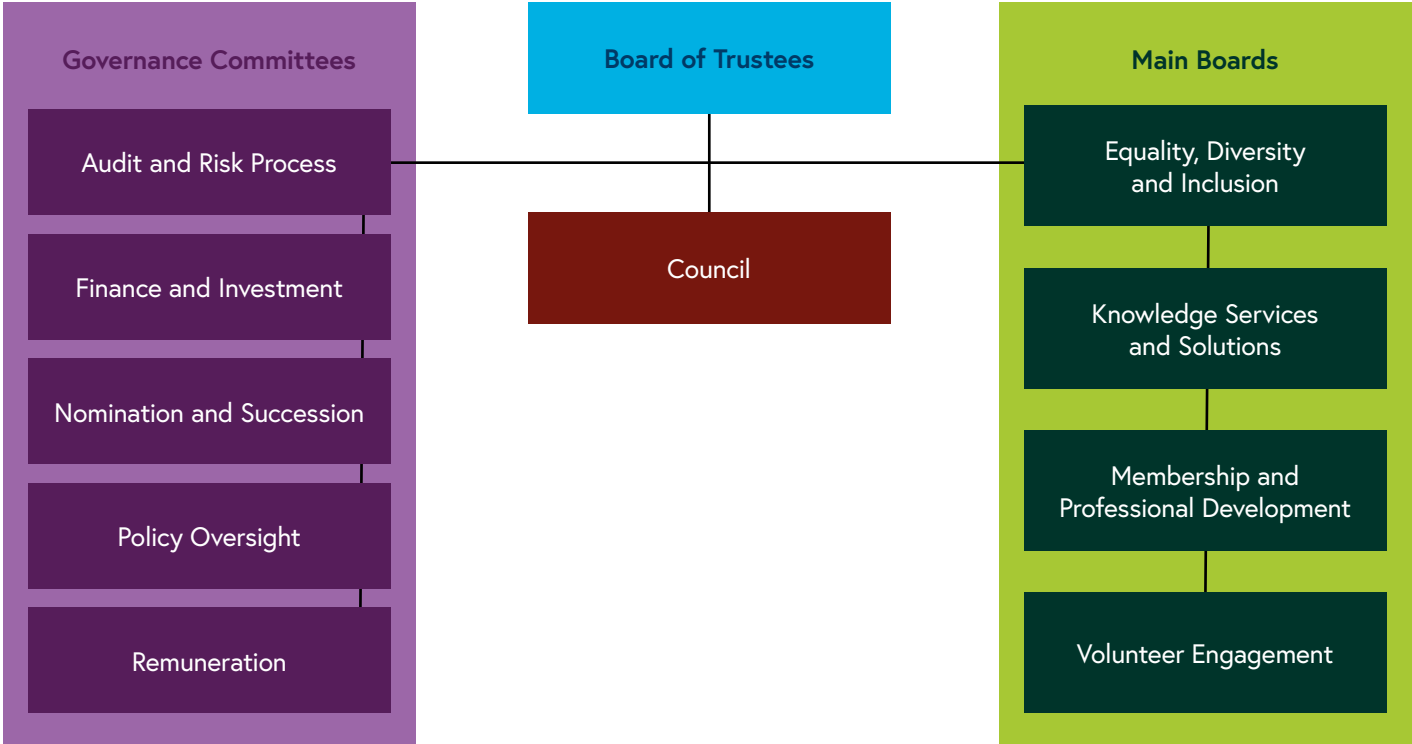 Governance Committees
Audit and Risk Process
Finance and Investment
Nomination and Succession
Policy Oversight
Remuneration
Board of Trustees
Council
Main Boards
Equality, Diversity
and Inclusion
Knowledge Services
and Solutions
Membership and
Professional Development
Volunteer Engagement